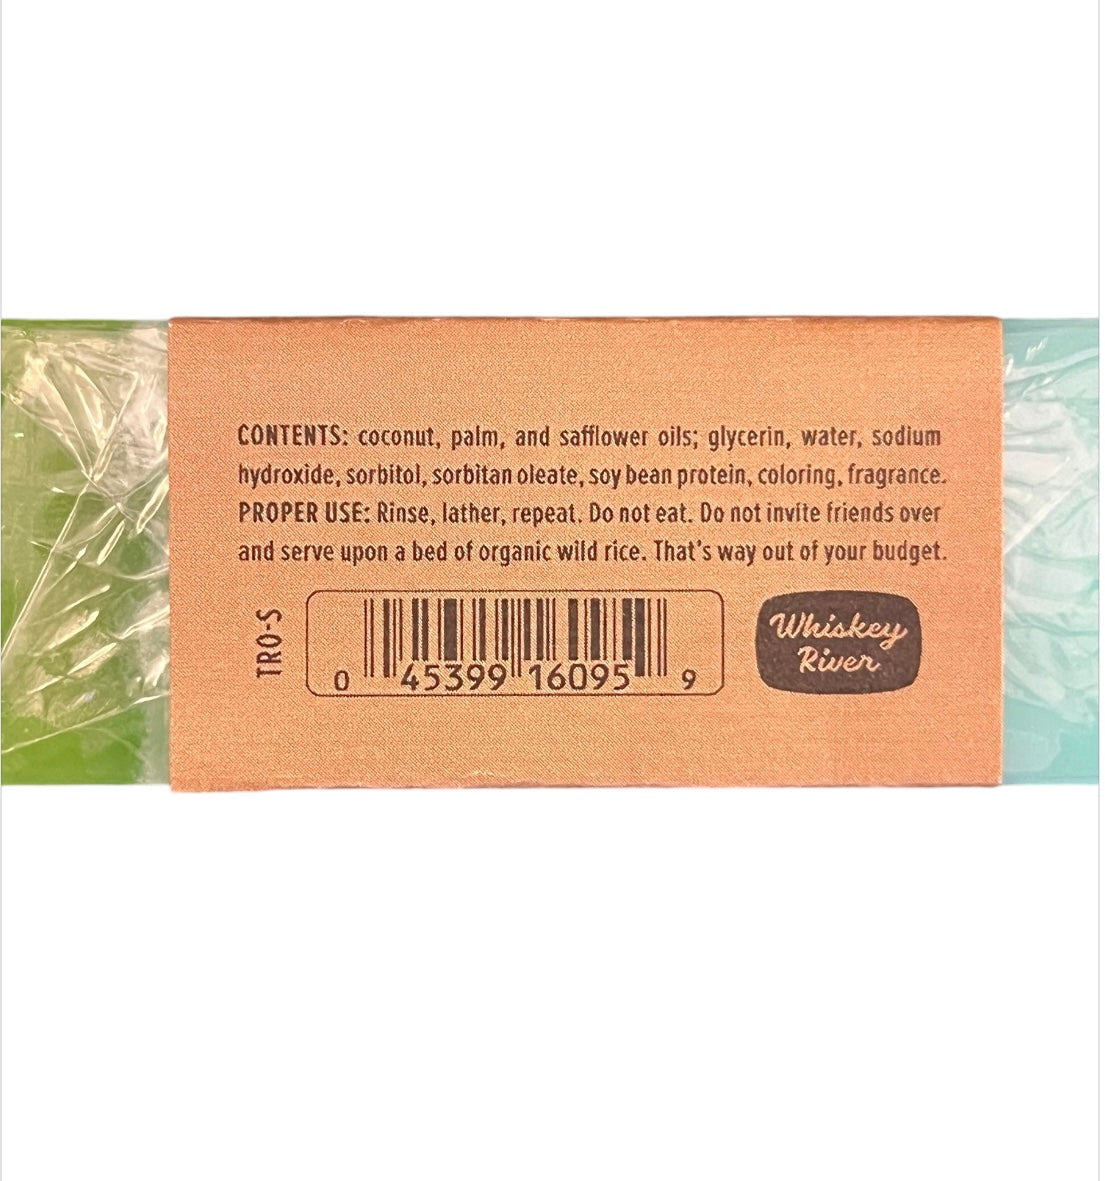 CONTENTS: coconut, palm, and safflower oils; glycerin, water, sodium
hydroxide, sorbitol, sorbitan oleate, soy bean protein, coloring, fragrance.
PROPER USE: Rinse, lather, repeat. Do not eat. Do not invite friends over
and serve upon a bed of organic wild rice. That's way out of your budget.
TRO-S
0 45399 16095 9
Whiskey
River